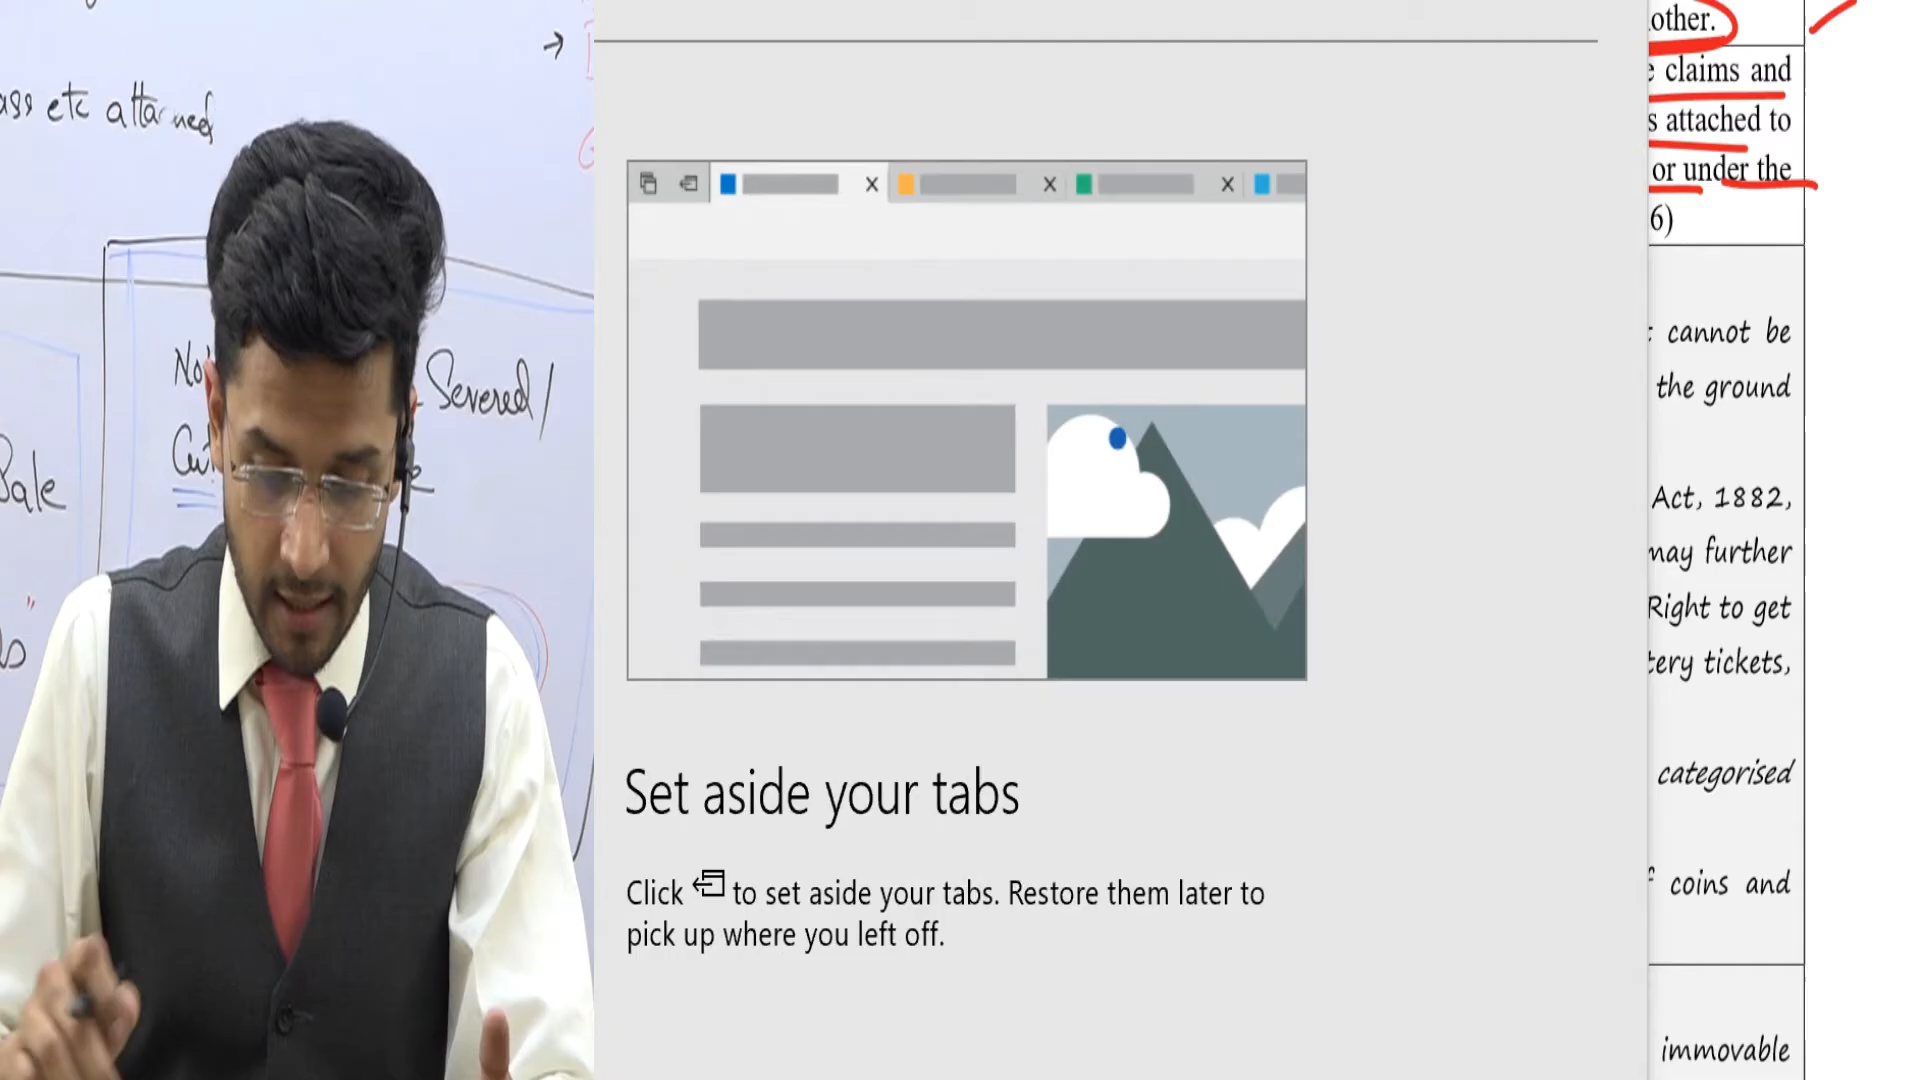 ass etc attached
Severed/
Sale
other.
claims and
s attached to
or under the
6)
cannot be
the ground
Act, 1882,
may further
Right to get
tery tickets,
categorised
coins and
immovable
Set aside your tabs
Click to set aside your tabs. Restore them later to
pick up where you left off.